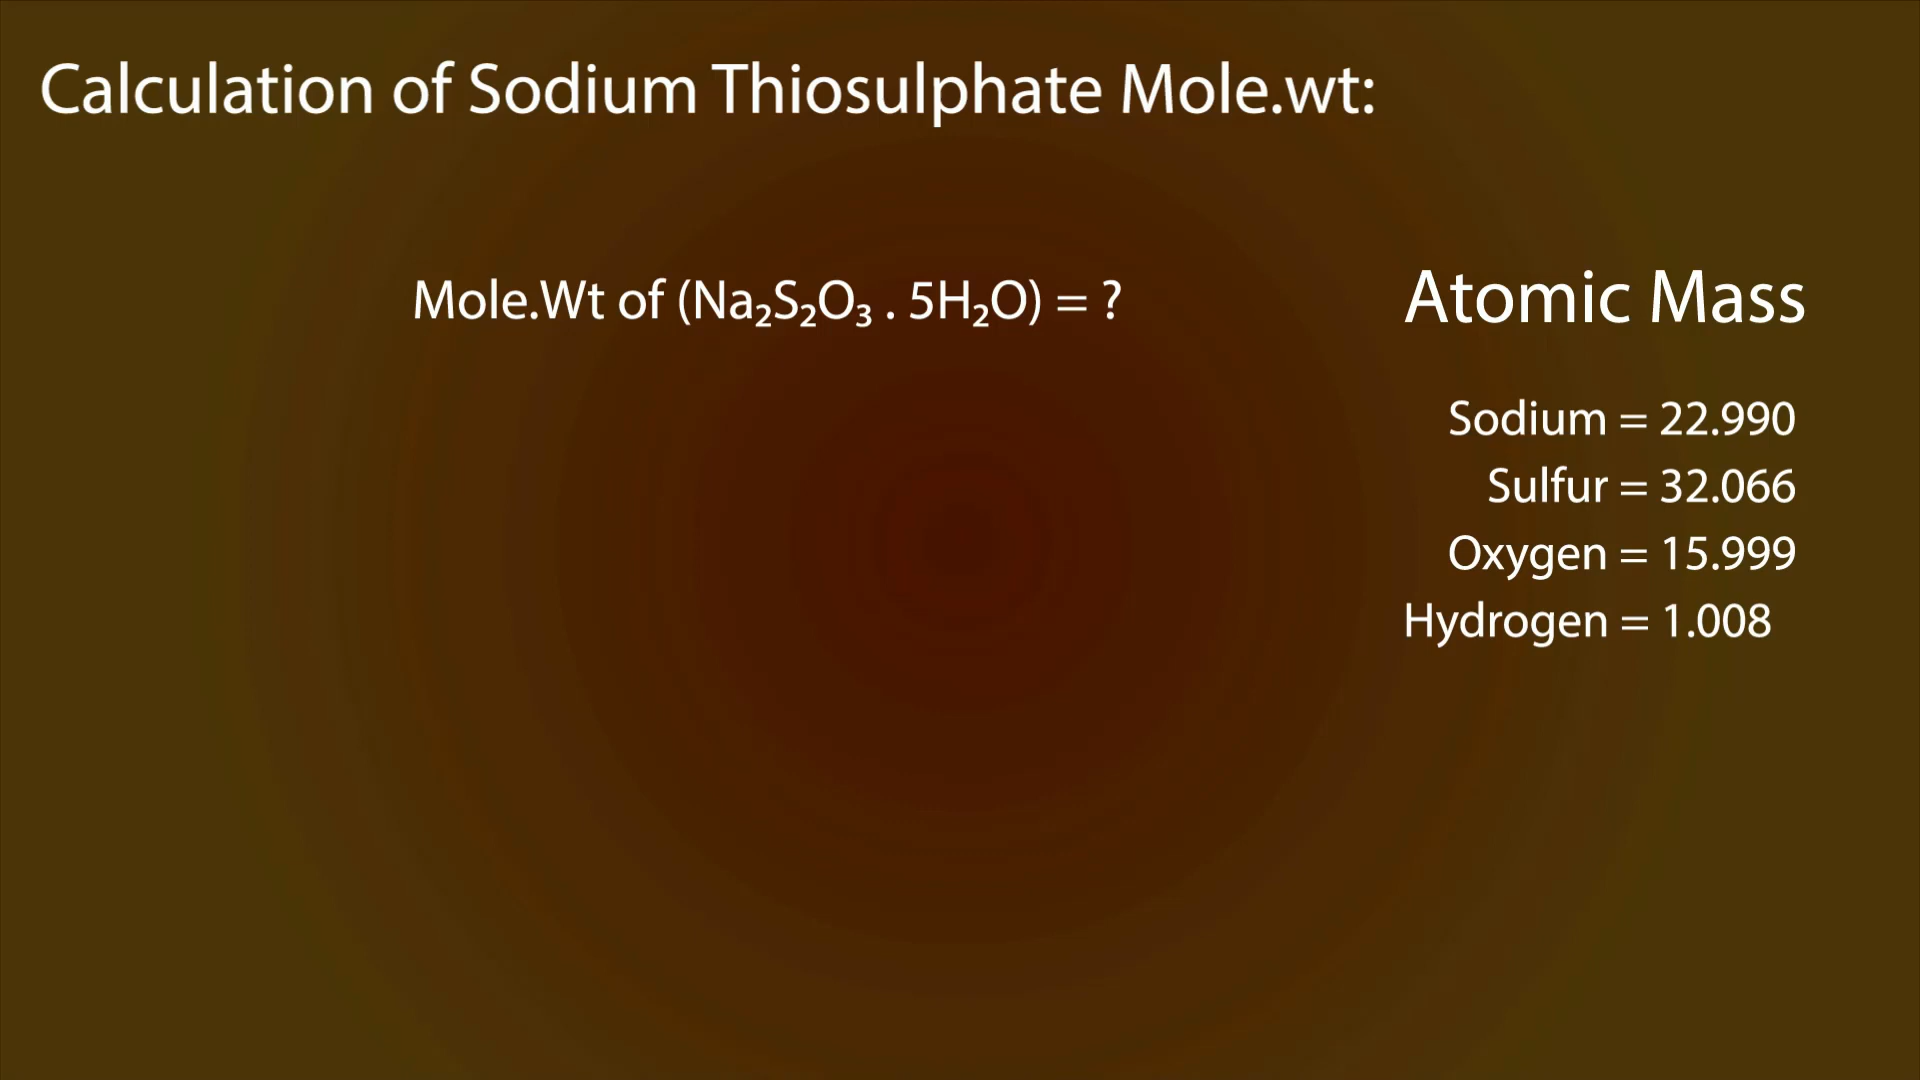 Calculation of Sodium Thiosulphate Mole.wt:
Mole.Wt of (Na₂S₂O₃ . 5H₂O) = ?
Atomic Mass
Sodium = 22.990
Sulfur = 32.066
Oxygen = 15.999
Hydrogen = 1.008